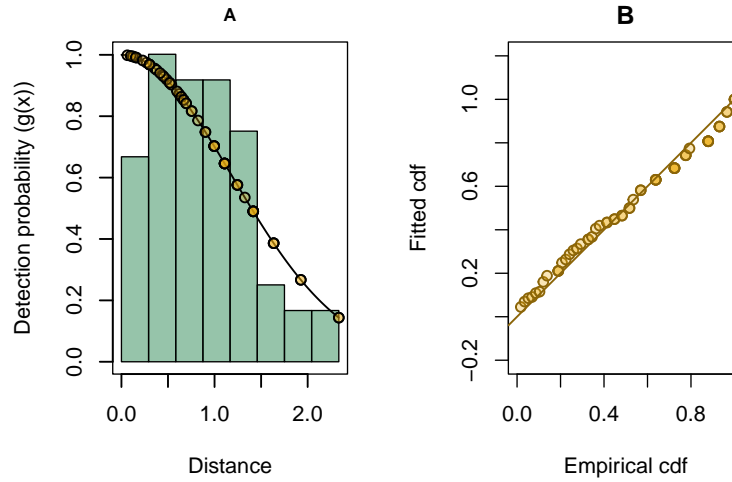 A
Detection probability (g(x))
1.0
0.8
0.6
0.4
0.2
0.0
0.0 1.0 2.0
Distance
B
Fitted cdf
1.0
0.6
0.2
−0.2
0.0 0.4 0.8
Empirical cdf